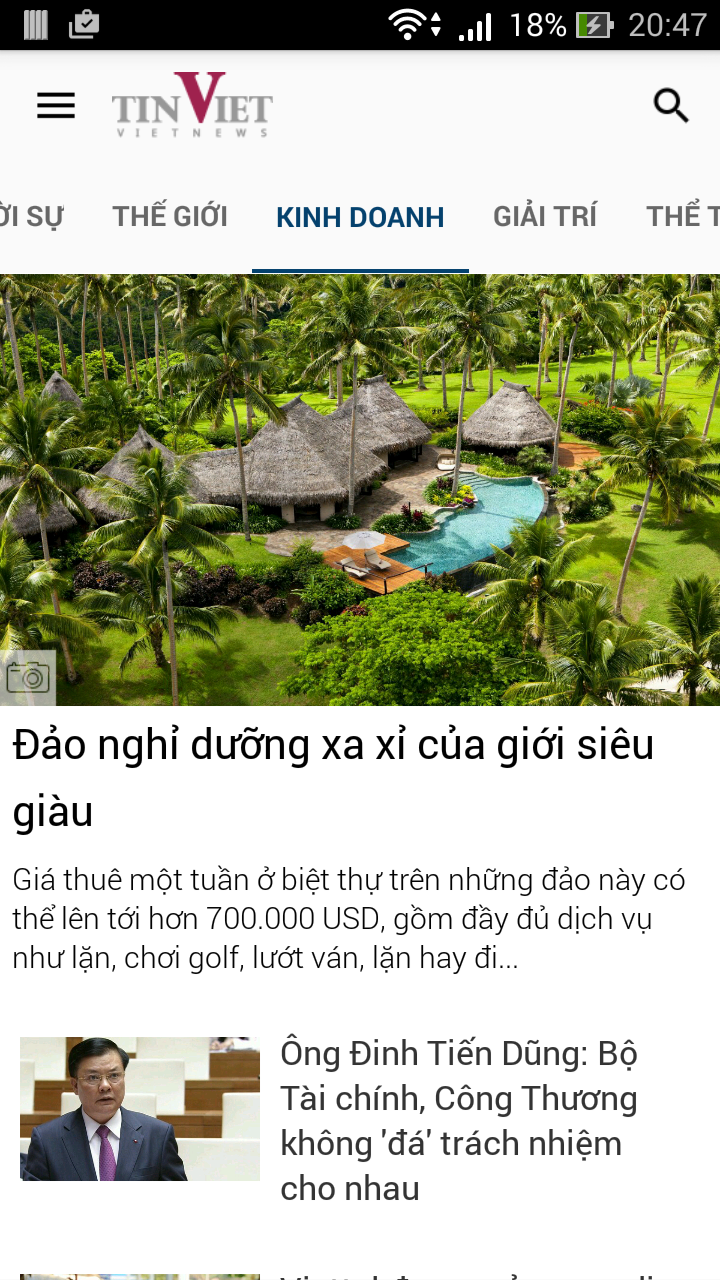 18% 20:47
TINVIET
VIETNEWS
ỜI SỰ THẾ GIỚI KINH DOANH GIẢI TRÍ THỂ T
Đảo nghỉ dưỡng xa xỉ của giới siêu
giàu
Giá thuê một tuần ở biệt thự trên những đảo này có
thể lên tới hơn 700.000 USD, gồm đầy đủ dịch vụ
như lặn, chơi golf, lướt ván, lặn hay đi...
Ông Đinh Tiến Dũng: Bộ
Tài chính, Công Thương
không 'đá' trách nhiệm
cho nhau